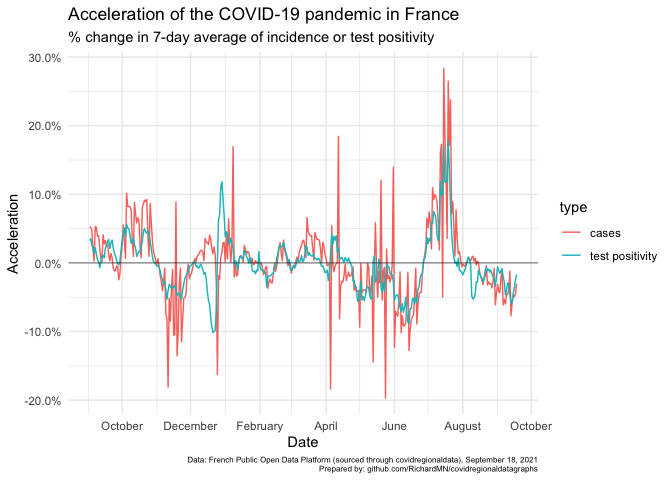 Acceleration of the COVID-19 pandemic in France
% change in 7-day average of incidence or test positivity
30.0%
20.0%
10.0%
0.0%
-10.0%
-20.0%
Acceleration
October December February April June August October
Date
type
cases
test positivity
Data: French Public Open Data Platform (sourced through covidregionaldata), September 18, 2021
Prepared by: github.com/RichardMN/covidregionaldatagraphs